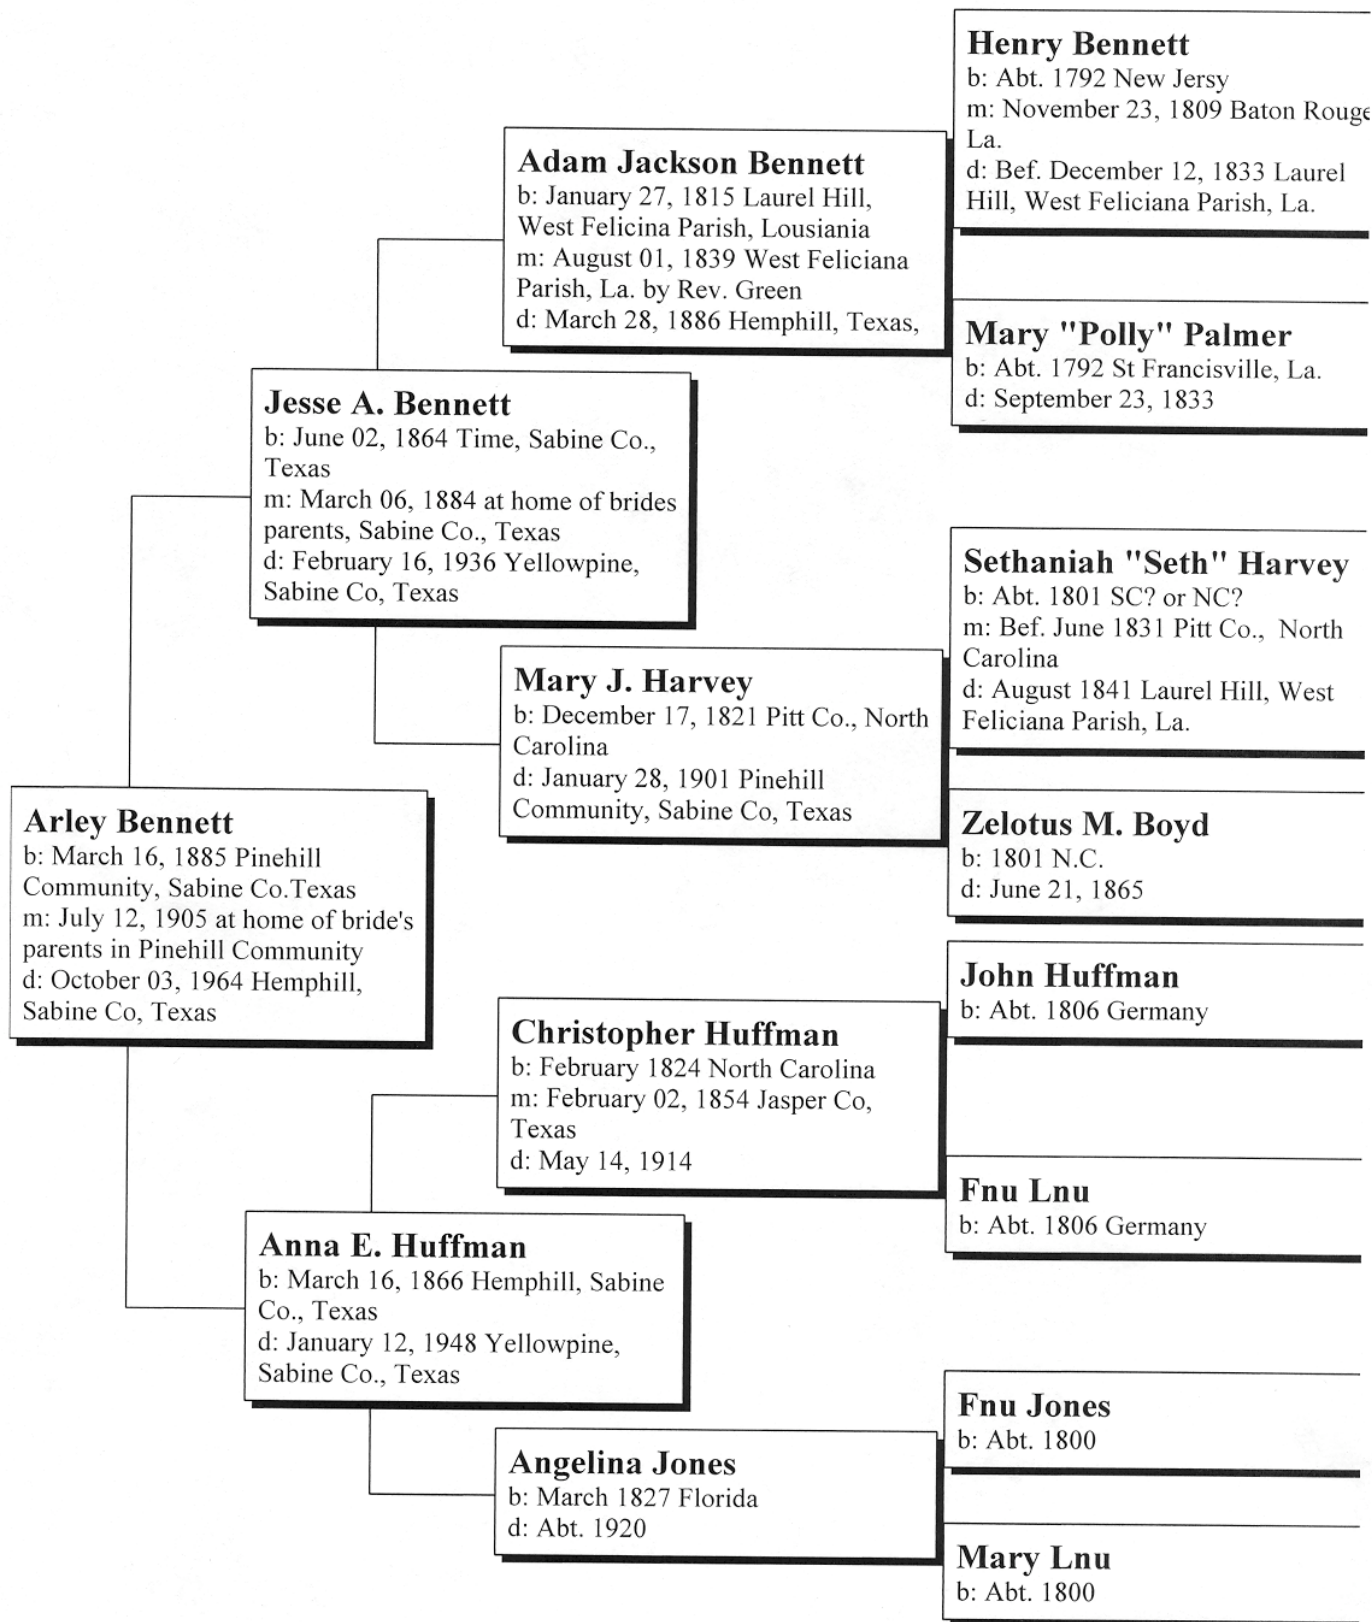 Henry Bennett
b: Abt. 1792 New Jersy
m: November 23, 1809 Baton Rouge
La.
d: Bef. December 12, 1833 Laurel
Hill, West Feliciana Parish, La.
Adam Jackson Bennett
b: January 27, 1815 Laurel Hill,
West Felicina Parish, Lousiania
m: August 01, 1839 West Feliciana
Parish, La. by Rev. Green
d: March 28, 1886 Hemphill, Texas,
Mary "Polly" Palmer
b: Abt. 1792 St Francisville, La.
d: September 23, 1833
Jesse A. Bennett
b: June 02, 1864 Time, Sabine Co.,
Texas
m: March 06, 1884 at home of brides
parents, Sabine Co., Texas
d: February 16, 1936 Yellowpine,
Sabine Co, Texas
Sethaniah "Seth" Harvey
b: Abt. 1801 SC? or NC?
m: Bef. June 1831 Pitt Co., North
Carolina
d: August 1841 Laurel Hill, West
Feliciana Parish, La.
Mary J. Harvey
b: December 17, 1821 Pitt Co., North
Carolina
d: January 28, 1901 Pinehill
Community, Sabine Co, Texas
Zelotus M. Boyd
b: 1801 N.C.
d: June 21, 1865
Arley Bennett
b: March 16, 1885 Pinehill
Community, Sabine Co.Texas
m: July 12, 1905 at home of bride's
parents in Pinehill Community
d: October 03, 1964 Hemphill,
Sabine Co, Texas
John Huffman
b: Abt. 1806 Germany
Christopher Huffman
b: February 1824 North Carolina
m: February 02, 1854 Jasper Co,
Texas
d: May 14, 1914
Fnu Lnu
b: Abt. 1806 Germany
Anna E. Huffman
b: March 16, 1866 Hemphill, Sabine
Co., Texas
d: January 12, 1948 Yellowpine,
Sabine Co., Texas
Fnu Jones
b: Abt. 1800
Angelina Jones
b: March 1827 Florida
d: Abt. 1920
Mary Lnu
b: Abt. 1800